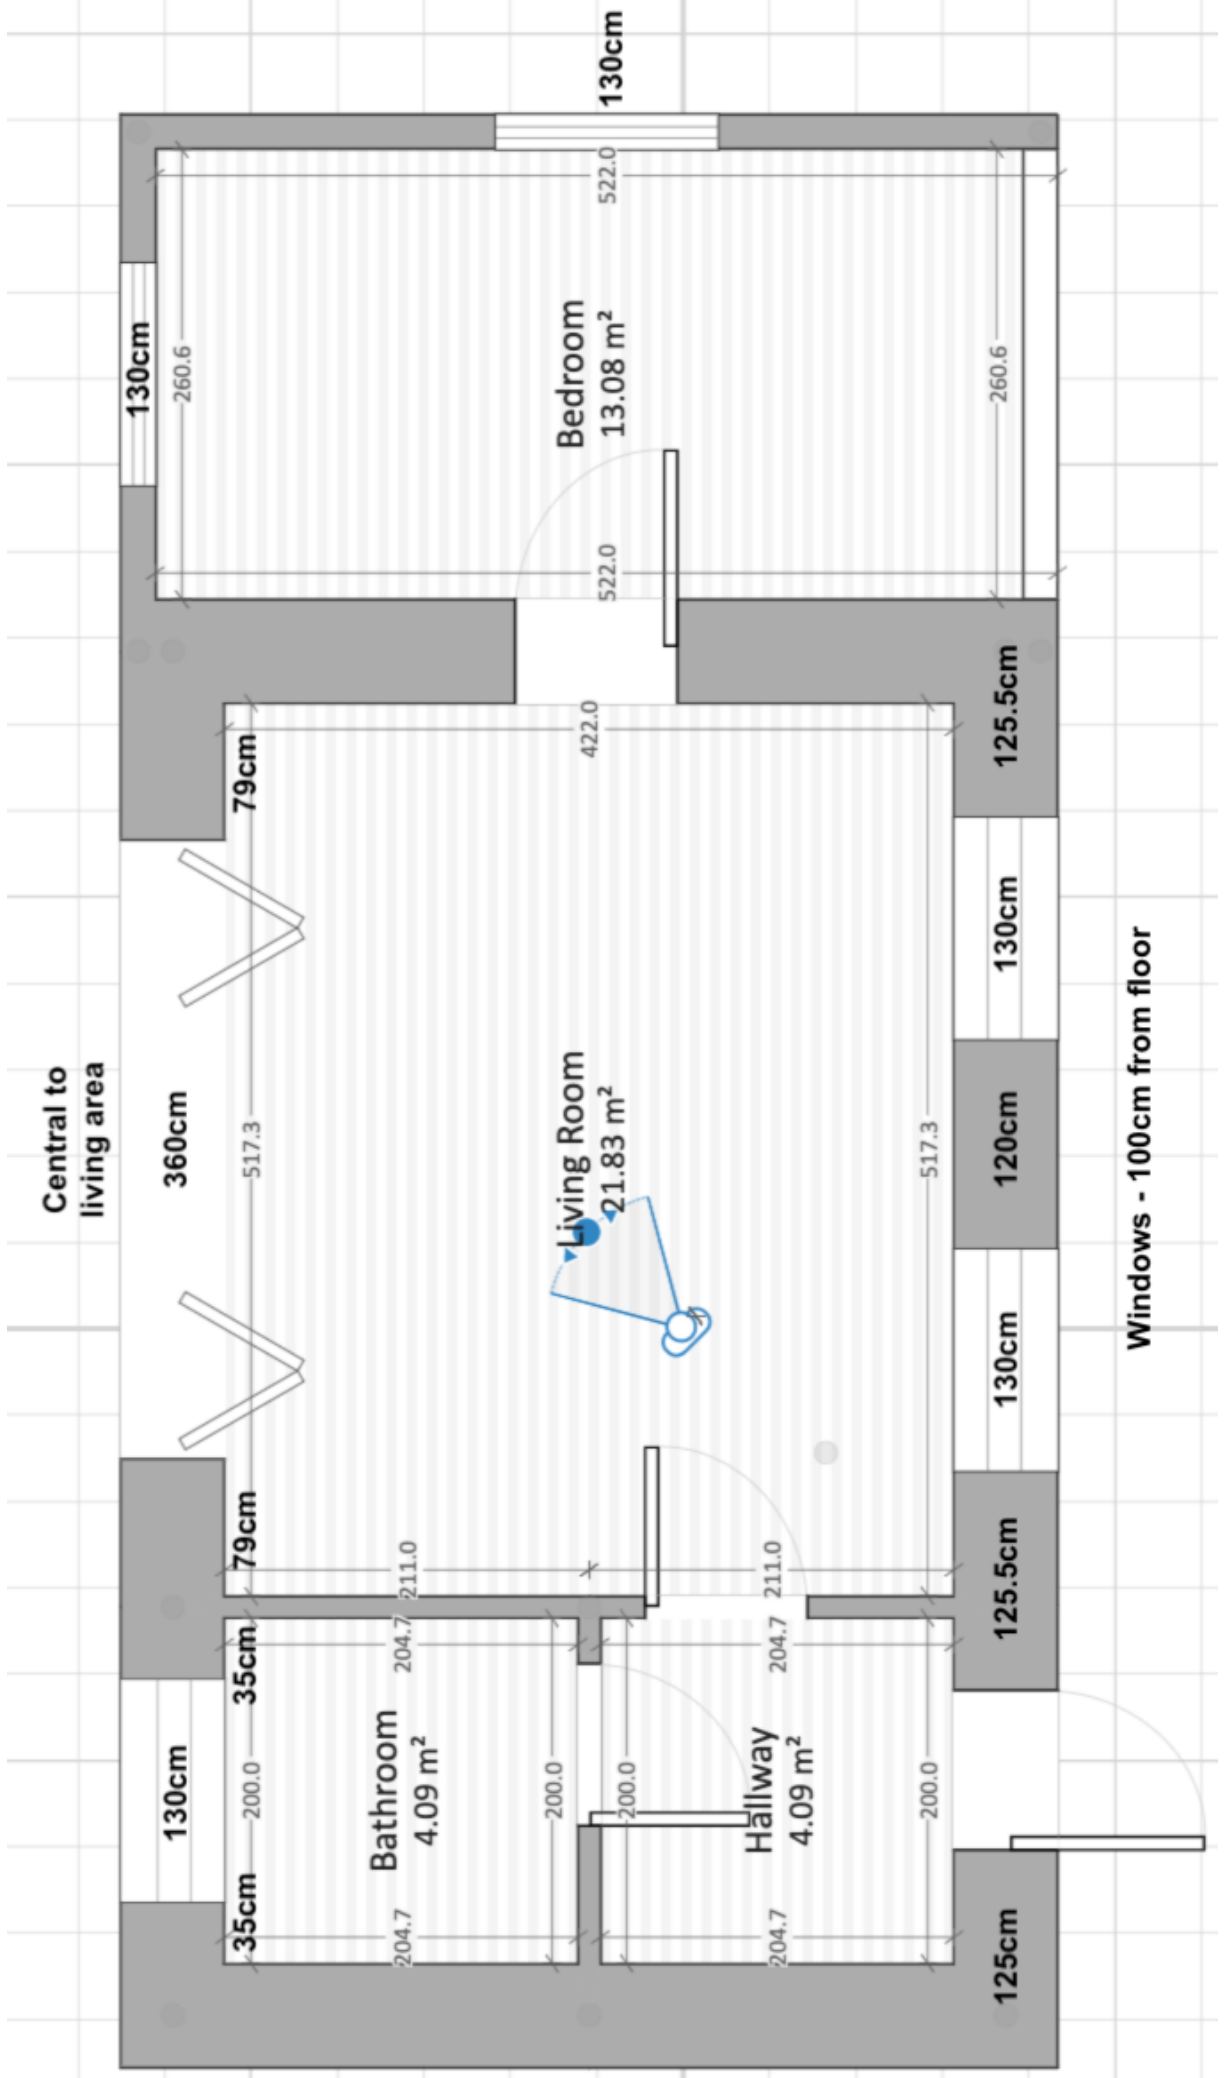 130cm
522.0
130cm
260.6
Bedroom
13.08 m²
260.6
522.0
125.5cm
422.0
79cm
130cm
Central to
living area
360cm
517.3
Living Room
21.83 m²
517.3
120cm
Windows - 100cm from floor
130cm
79cm
211.0
211.0
125.5cm
35cm
204.7
204.7
130cm
200.0
Bathroom
4.09 m²
200.0
200.0
Hallway
4.09 m²
200.0
35cm
204.7
204.7
125cm